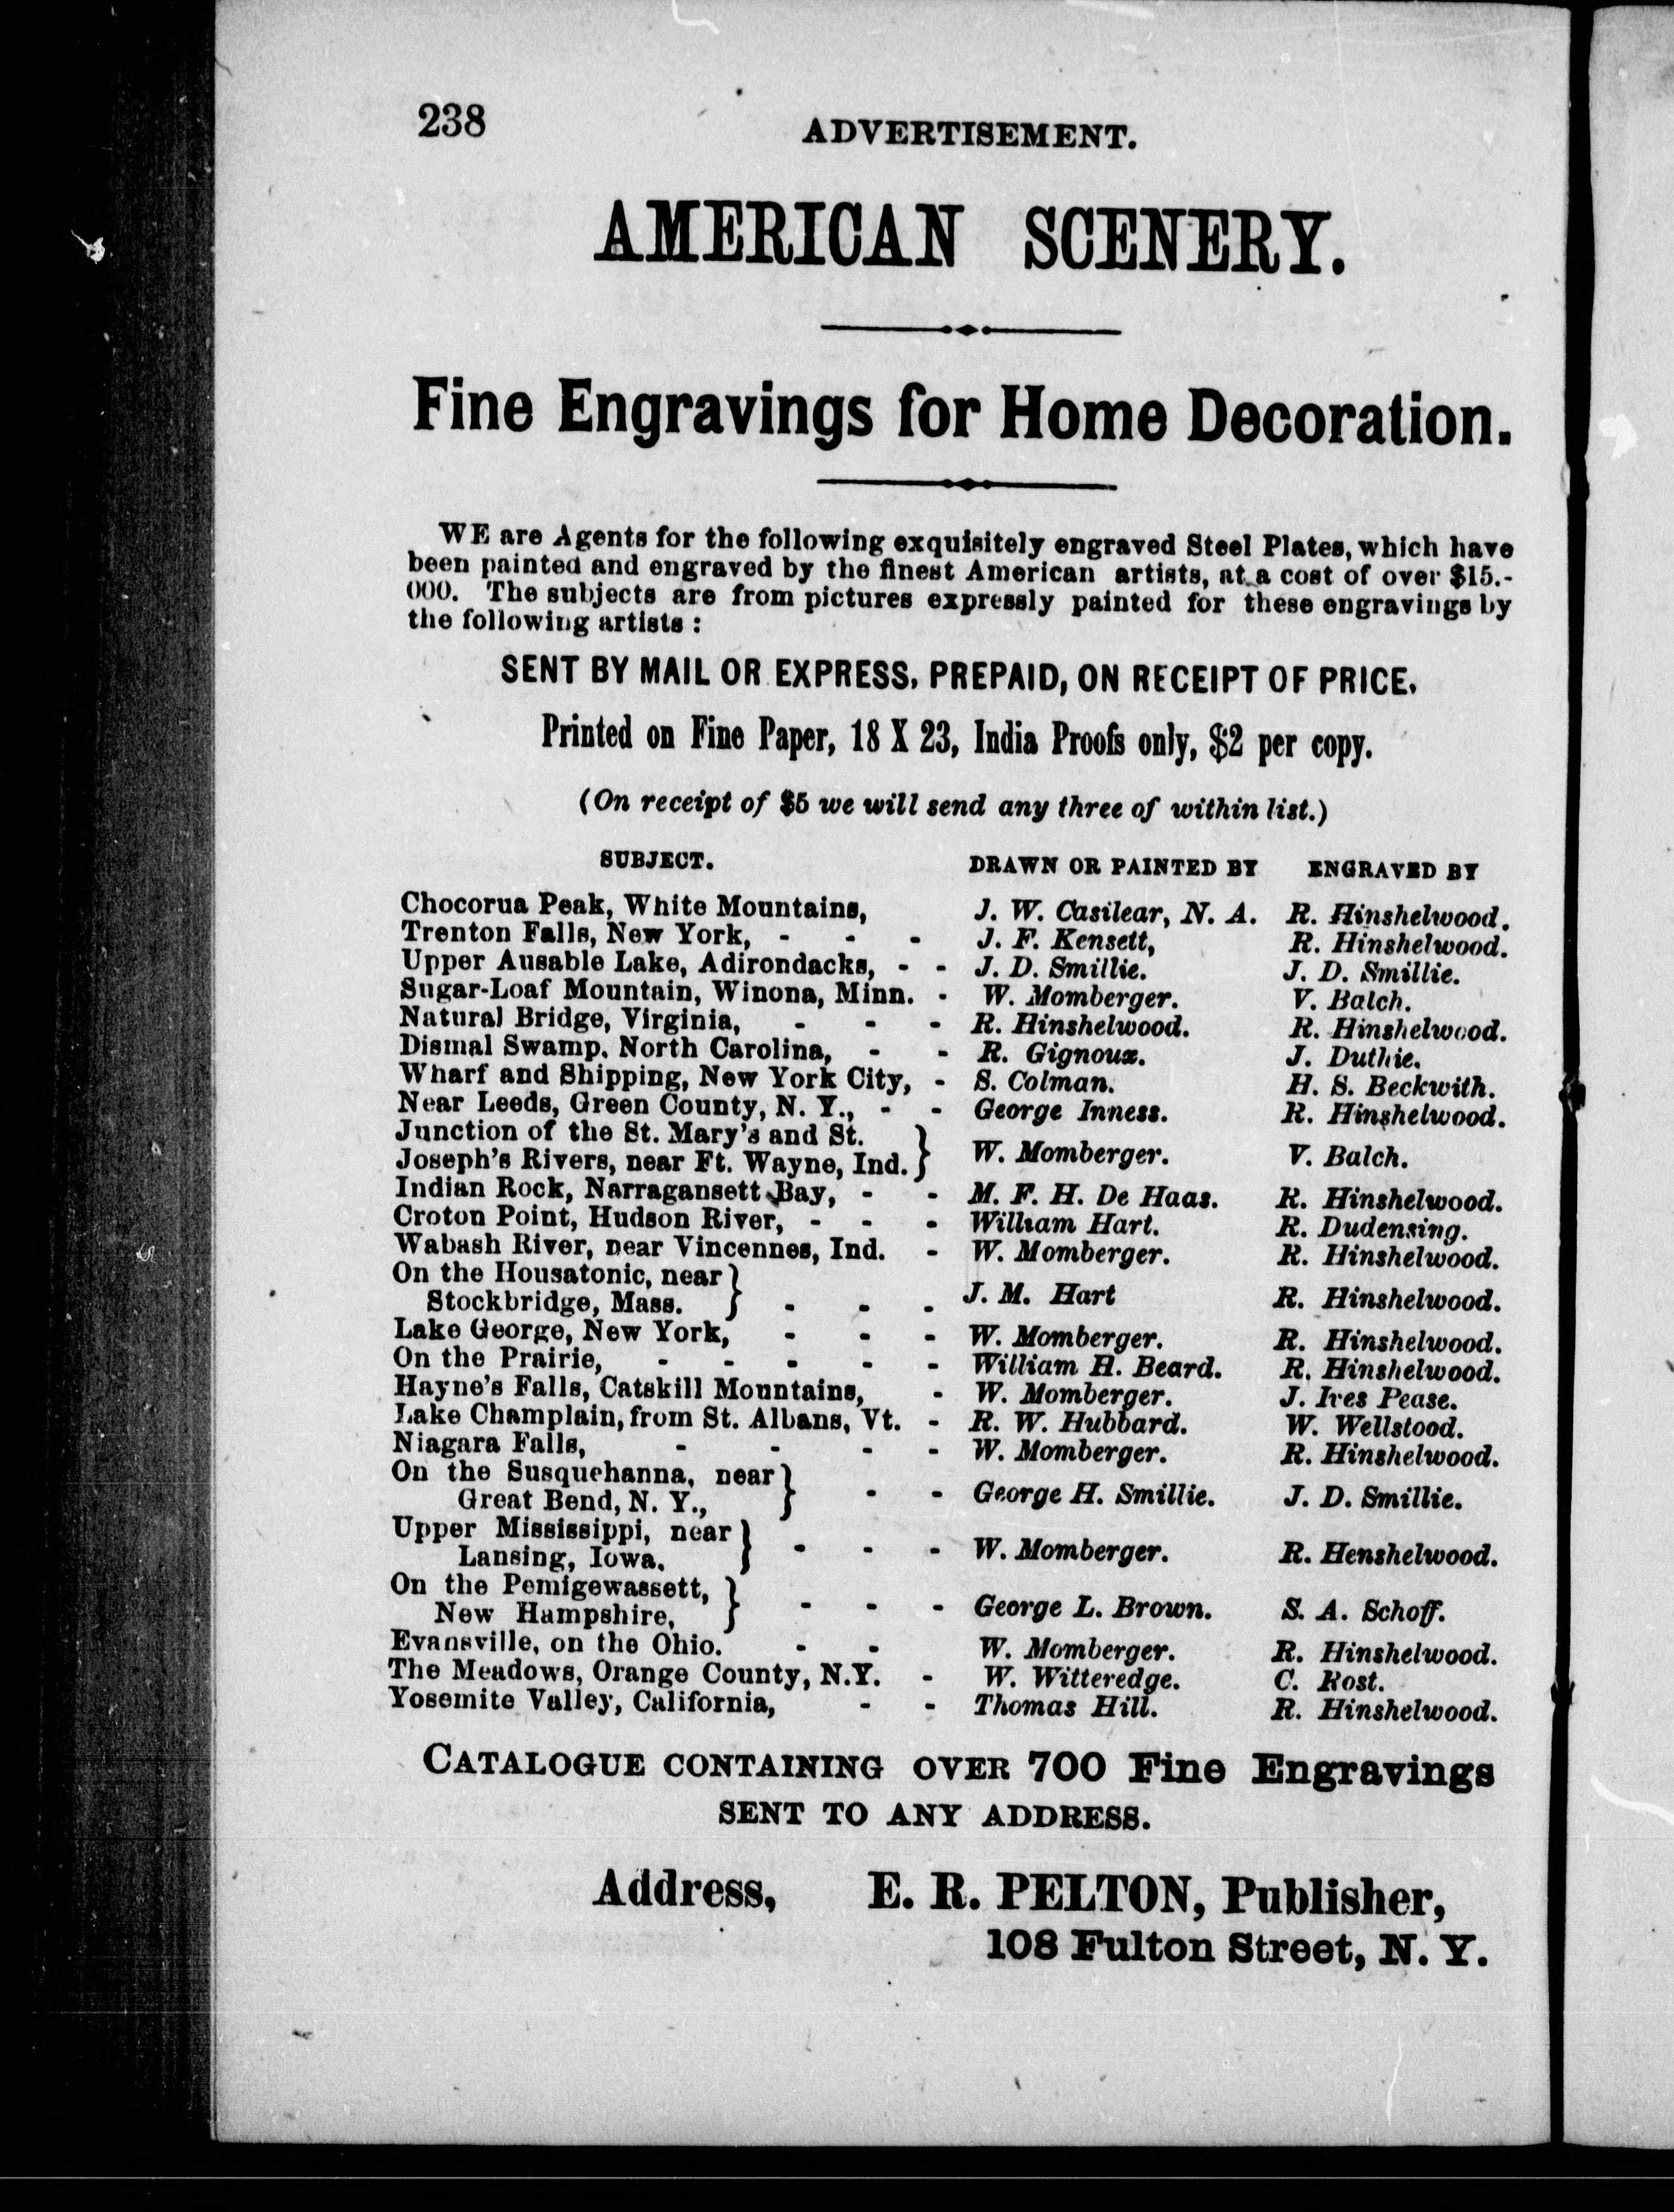 238
ADVERTISEMENT.
AMERICAN SCENERY.
Fine Engravings for Home Decoration.
WE are Agents for the following exquisitely engraved Steel Plates, which have
been painted and engraved by the finest American artists, at a cost of over $15.-
000. The subjects are from pictures expressly painted for these engravings by
the following artists :
SENT BY MAIL OR EXPRESS, PREPAID, ON RECEIPT OF PRICE.
Printed on Fine Paper, 18 X 23, India Proofs only, $2 per copy.
(On receipt of $5 we will send any three of within list.)
SUBJECT. DRAWN OR PAINTED BY ENGRAVED BY
Chocorua Peak, White Mountains, J. W. Casilear, N. A. R. Hinshelwood.
Trenton Falls, New York, - - - J. F. Kensett, R. Hinshelwood.
Upper Ausable Lake, Adirondacks, - - J. D. Smillie. J. D. Smillie.
Sugar-Loaf Mountain, Winona, Minn. - W. Momberger. V. Balch.
Natural Bridge, Virginia, - - - R. Hinshelwood. R. Hinshelwood.
Dismal Swamp. North Carolina, - - R. Gignoux. J. Duthie.
Wharf and Shipping, New York City, - S. Colman. H. S. Beckwith.
Near Leeds, Green County, N. Y., - - George Inness. R. Hinshelwood.
Junction of the St. Mary's and St.
Joseph's Rivers, near Ft. Wayne, Ind. } W. Momberger. V. Balch.
Indian Rock, Narragansett Bay, - - M. F. H. De Haas. R. Hinshelwood.
Croton Point, Hudson River, - - - William Hart. R. Dudensing.
Wabash River, near Vincennes, Ind. - W. Momberger. R. Hinshelwood.
On the Housatonic, near
Stockbridge, Mass. } - - - J. M. Hart R. Hinshelwood.
Lake George, New York, - - - W. Momberger. R. Hinshelwood.
On the Prairie, - - - - - William H. Beard. R. Hinshelwood.
Hayne's Falls, Catskill Mountains, - W. Momberger. J. Ives Pease.
Lake Champlain, from St. Albans, Vt. - R. W. Hubbard. W. Wellstood.
Niagara Falls, - - - - W. Momberger. R. Hinshelwood.
On the Susquehanna, near
Great Bend, N. Y., } - - George H. Smillie. J. D. Smillie.
Upper Mississippi, near
Lansing, Iowa. } - - - W. Momberger. R. Henshelwood.
On the Pemigewassett,
New Hampshire, } - - - George L. Brown. S. A. Schoff.
Evansville, on the Ohio. - - W. Momberger. R. Hinshelwood.
The Meadows, Orange County, N.Y. - W. Witteredge. C. Rost.
Yosemite Valley, California, - - Thomas Hill. R. Hinshelwood.
CATALOGUE CONTAINING OVER 700 Fine Engravings
SENT TO ANY ADDRESS.
Address, E. R. PELTON, Publisher,
108 Fulton Street, N. Y.